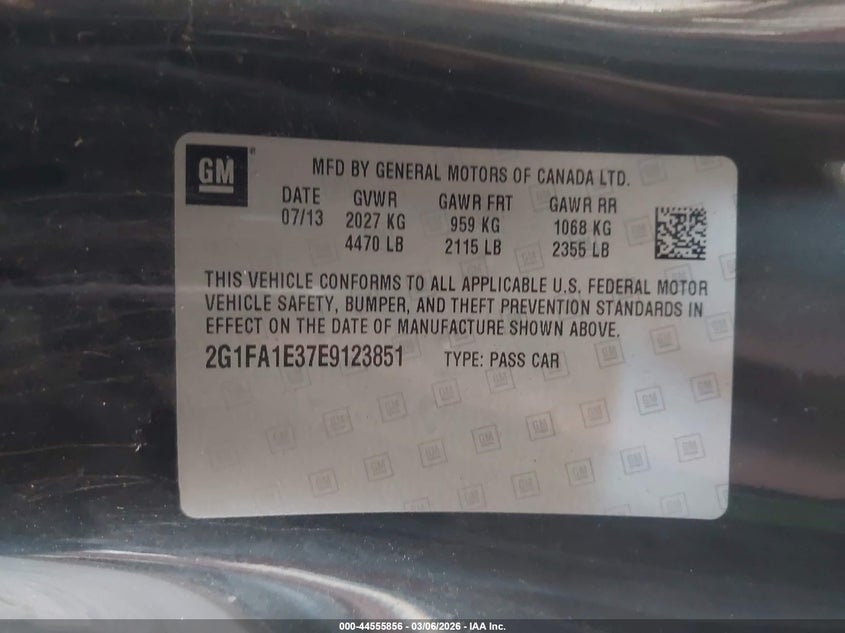 GM ®
MFD BY GENERAL MOTORS OF CANADA LTD.
DATE GVWR GAWR FRT GAWR RR
07/13 2027 KG 959 KG 1068 KG
4470 LB 2115 LB 2355 LB
THIS VEHICLE CONFORMS TO ALL APPLICABLE U.S. FEDERAL MOTOR
VEHICLE SAFETY, BUMPER, AND THEFT PREVENTION STANDARDS IN
EFFECT ON THE DATE OF MANUFACTURE SHOWN ABOVE.
2G1FA1E37E9123851 TYPE: PASS CAR
000-44555856 - 03/06/2026 - IAA Inc.